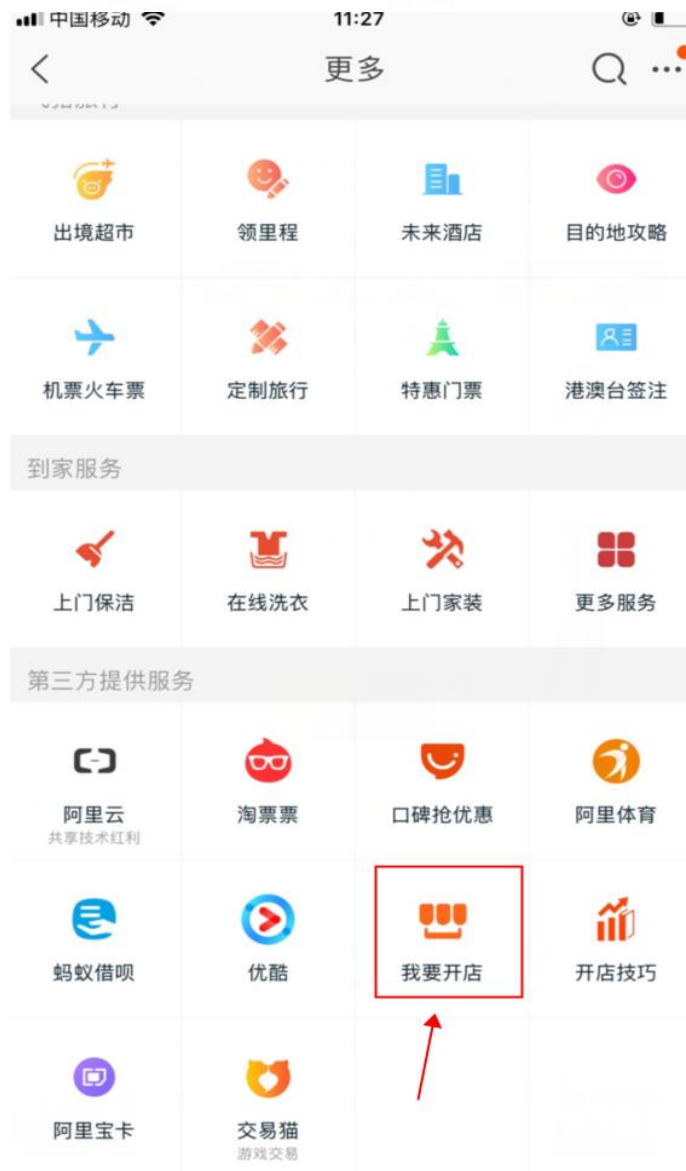 中国移动
11:27
更多
出境超市
领里程
未来酒店
目的地攻略
机票火车票
定制旅行
特惠门票
港澳台签注
到家服务
上门保洁
在线洗衣
上门家装
更多服务
第三方提供服务
阿里云
共享技术红利
淘票票
口碑抢优惠
阿里体育
蚂蚁借呗
优酷
我要开店
开店技巧
阿里宝卡
交易猫
游戏交易